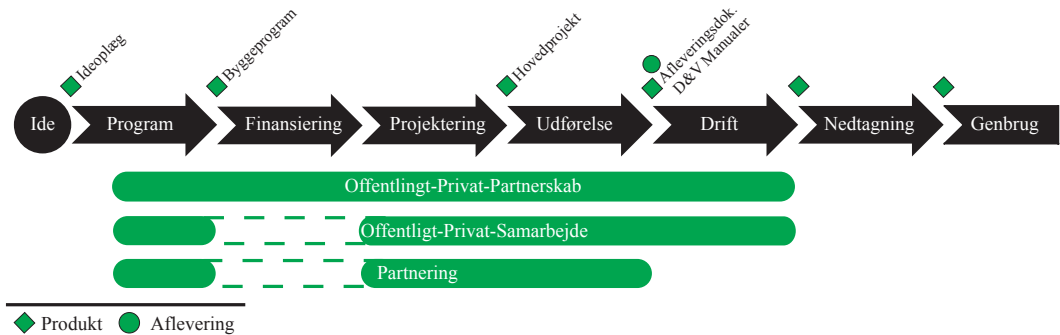 Ideoplæg
Byggeprogram
Hovedprojekt
Afleveringsdok.
D&V Manualer
Ide
Program
Finansiering
Projektering
Udførelse
Drift
Nedtagning
Genbrug
Offentlingt-Privat-Partnerskab
Offentligt-Privat-Samarbejde
Partnering
Produkt
Aflevering